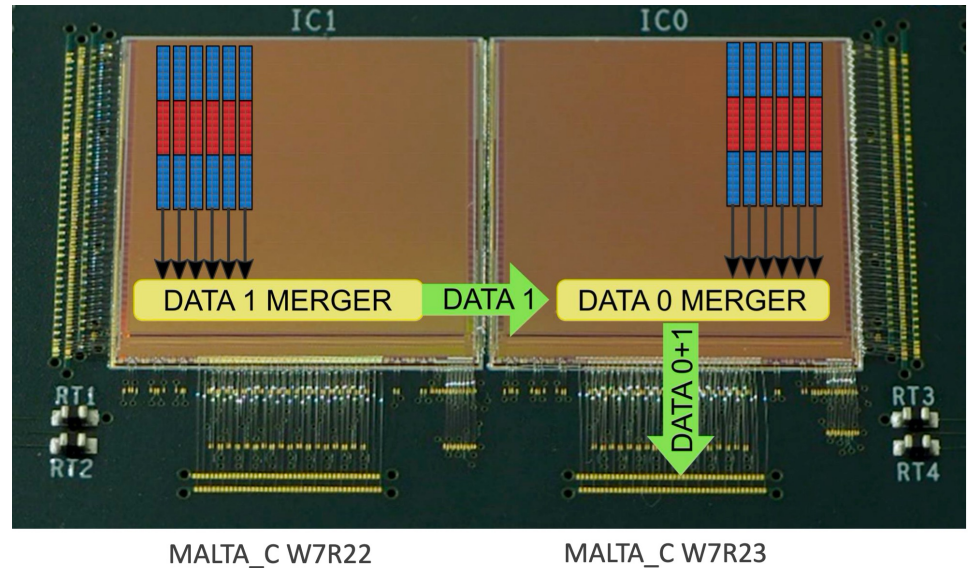 IC1
IC0
DATA 1 MERGER
DATA 1
DATA 0 MERGER
DATA 0+1
RT1
RT2
RT3
RT4
MALTA_C W7R22
MALTA_C W7R23